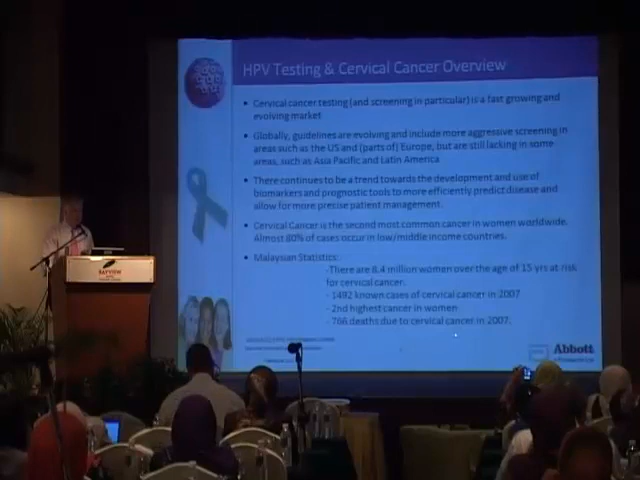 HPV Testing & Cervical Cancer Overview
• Cervical cancer testing (and screening in particular) is a fast growing and
evolving market
• Globally, guidelines are evolving and include more aggressive screening in
areas such as the US and (parts of) Europe, but are still lacking in some
areas, such as Asia Pacific and Latin America
• There continues to be a trend towards the development and use of
biomarkers and prognostic tools to more efficiently predict disease and
allow for more precise patient management.
• Cervical Cancer is the second most common cancer in women worldwide.
Almost 80% of cases occur in low/middle income countries.
• Malaysian Statistics:
-There are 8.4 million women over the age of 15 yrs at risk
for cervical cancer.
- 1492 known cases of cervical cancer in 2007
- 2nd highest cancer in women
- 766 deaths due to cervical cancer in 2007.
Abbott
BAYVIEW